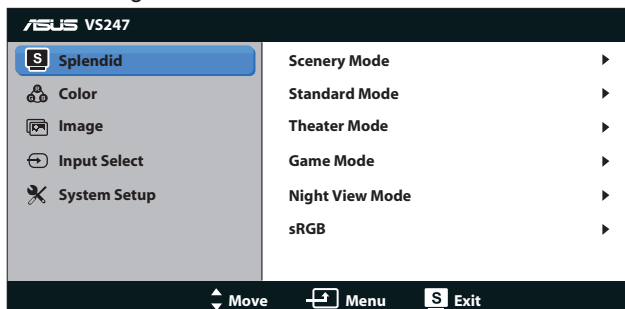 ASUS VS247
S Splendid
Color
Image
Input Select
System Setup
Scenery Mode
Standard Mode
Theater Mode
Game Mode
Night View Mode
sRGB
Move Menu S Exit